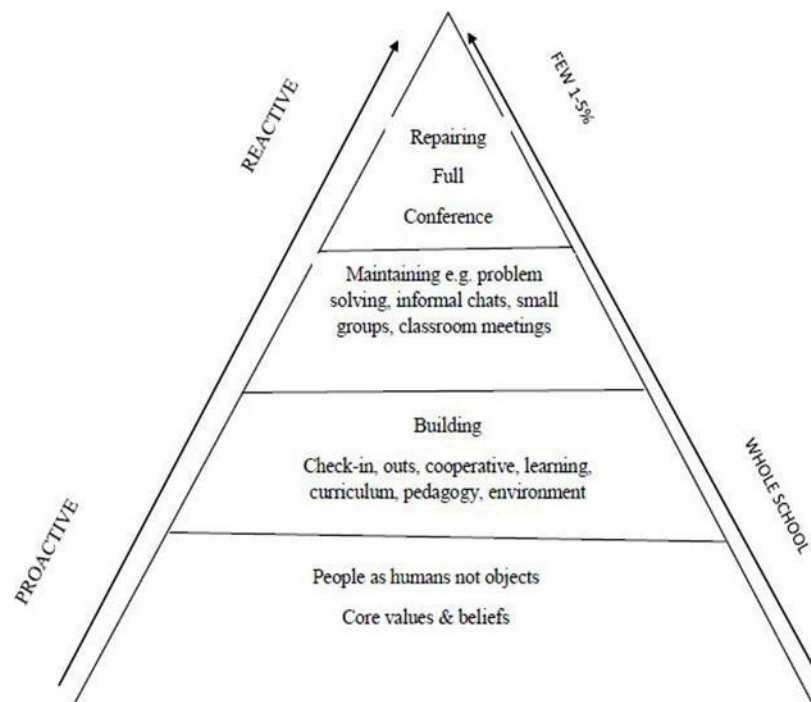 REACTIVE
FEW 1-5%
Repairing
Full
Conference
Maintaining e.g. problem
solving, informal chats, small
groups, classroom meetings
Building
Check-in, outs, cooperative, learning,
curriculum, pedagogy, environment
WHOLE SCHOOL
PROACTIVE
People as humans not objects
Core values & beliefs